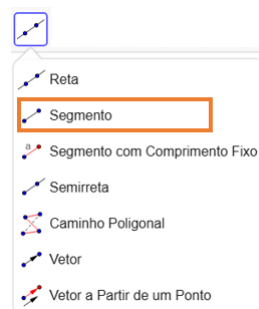 Reta
Segmento
a
Segmento com Comprimento Fixo
Semirreta
Caminho Poligonal
Vetor
Vetor a Partir de um Ponto